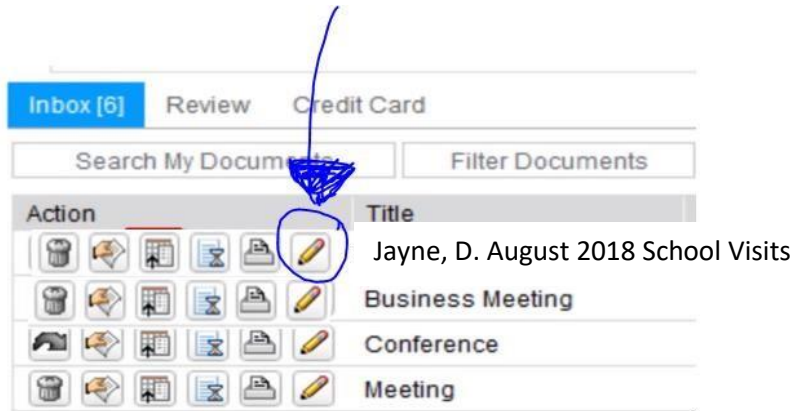 Inbox [6] Review Credit Card
Search My Documents Filter Documents
Action Title
Jayne, D. August 2018 School Visits
Business Meeting
Conference
Meeting